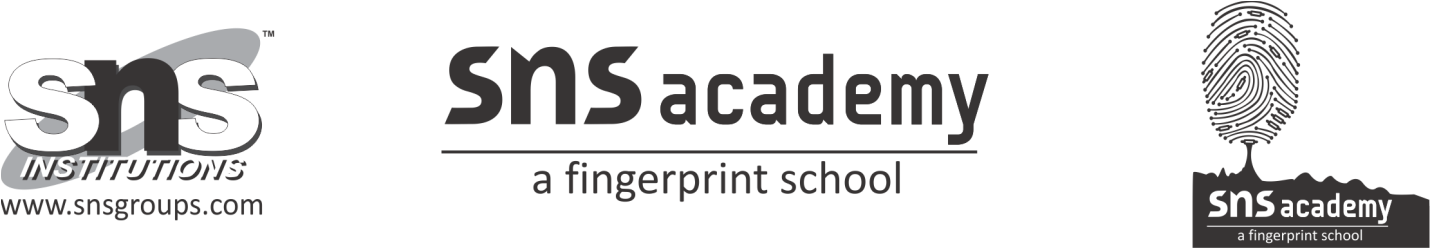 sns
TM
INSTITUTIONS
www.snsgroups.com
sns academy
a fingerprint school
sns academy
a fingerprint school